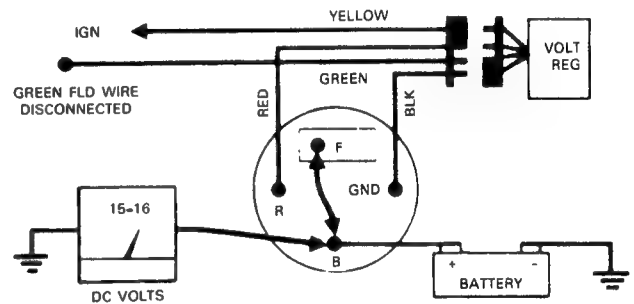 YELLOW
IGN
VOLT
REG
GREEN
GREEN FLD WIRE
DISCONNECTED
RED
BLK
F
R
GND
15-16
B
+ -
BATTERY
DC VOLTS